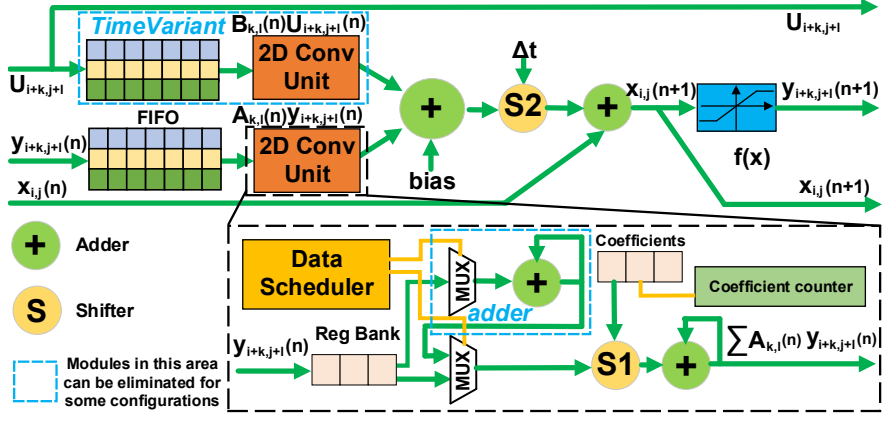 TimeVariant
B_{k,l}(n)U_{i+k,j+l}(n)
U_{i+k,j+l}
2D Conv
Unit
Δt
U_{i+k,j+l}
FIFO
A_{k,l}(n)y_{i+k,j+l}(n)
+
S2
+
x_{i,j}(n+1)
y_{i+k,j+l}(n+1)
y_{i+k,j+l}(n)
2D Conv
Unit
bias
f(x)
x_{i,j}(n)
x_{i,j}(n+1)
+
Adder
S
Shifter
Modules in this area
can be eliminated for
some configurations
Data
Scheduler
MUX
+
adder
Coefficients
Coefficient counter
Reg Bank
y_{i+k,j+l}(n)
MUX
S1
+
∑A_{k,l}(n) y_{i+k,j+l}(n)